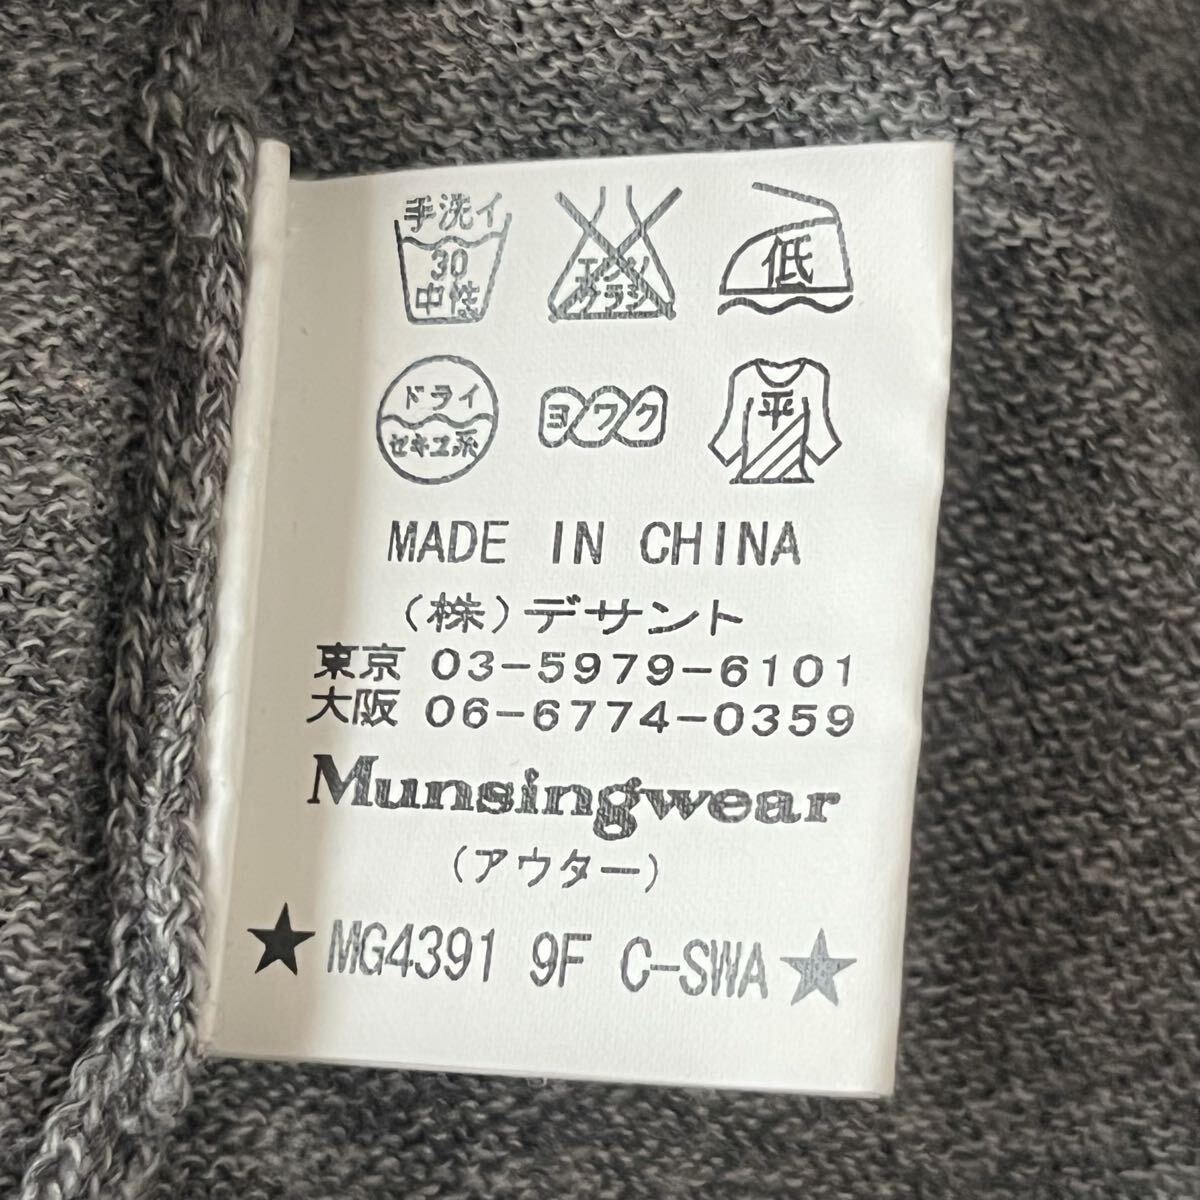 手洗イ
30
中性
エンソ
サラシ
低
ドライ
セキユ系
ヨワク
平
MADE IN CHINA
(株)デサント
東京 03-5979-6101
大阪 06-6774-0359
Munsingwear
(アウター)
★MG4391 9F C-SWA★